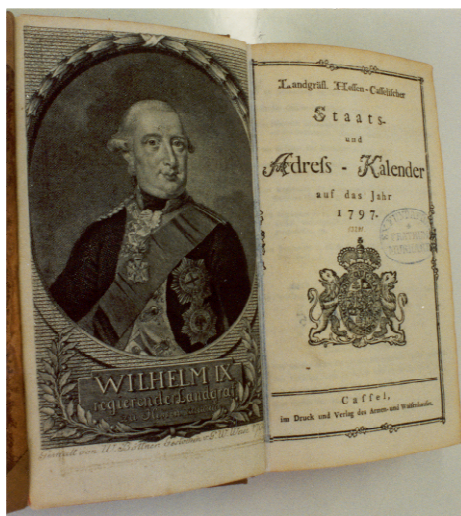 WILHELM IX
regierender Landgraf
Landgräfl. Hessen-Casselischer
Staats-
und
Adress - Kalender
auf das Jahr
1797.
Cassel,
im Druck und Verlag des Armen- und Waisenhauses.